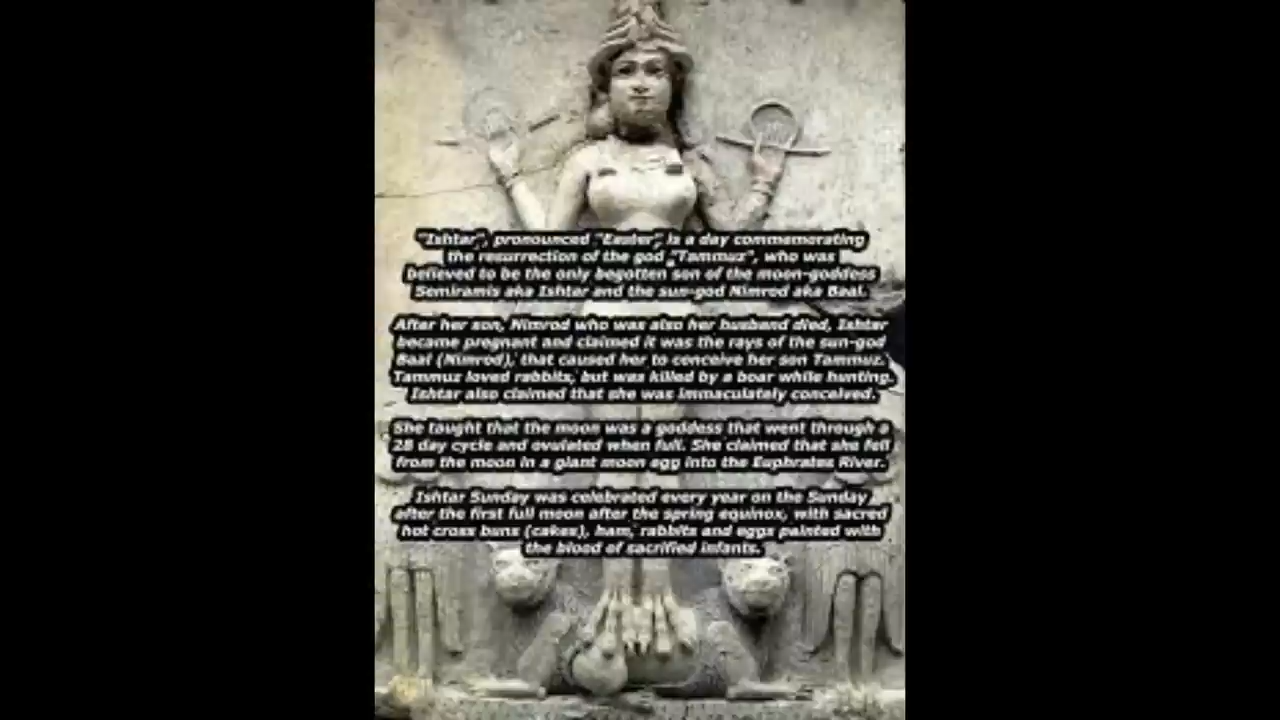 "Ishtar", pronounced "Easter", is a day commemorating
the resurrection of the god "Tammuz", who was
believed to be the only begotten son of the moon-goddess
Semiramis aka Ishtar and the sun-god Nimrod aka Baal.
After her son, Nimrod who was also her husband died, Ishtar
became pregnant and claimed it was the rays of the sun-god
Baal (Nimrod), that caused her to conceive her son Tammuz.
Tammuz loved rabbits, but was killed by a boar while hunting.
Ishtar also claimed that she was immaculately conceived.
She taught that the moon was a goddess that went through a
28 day cycle and ovulated when full. She claimed that she fell
from the moon in a giant moon egg into the Euphrates River.
Ishtar Sunday was celebrated every year on the Sunday
after the first full moon after the spring equinox, with sacred
hot cross buns (cakes), ham, rabbits and eggs painted with
the blood of sacrified infants.